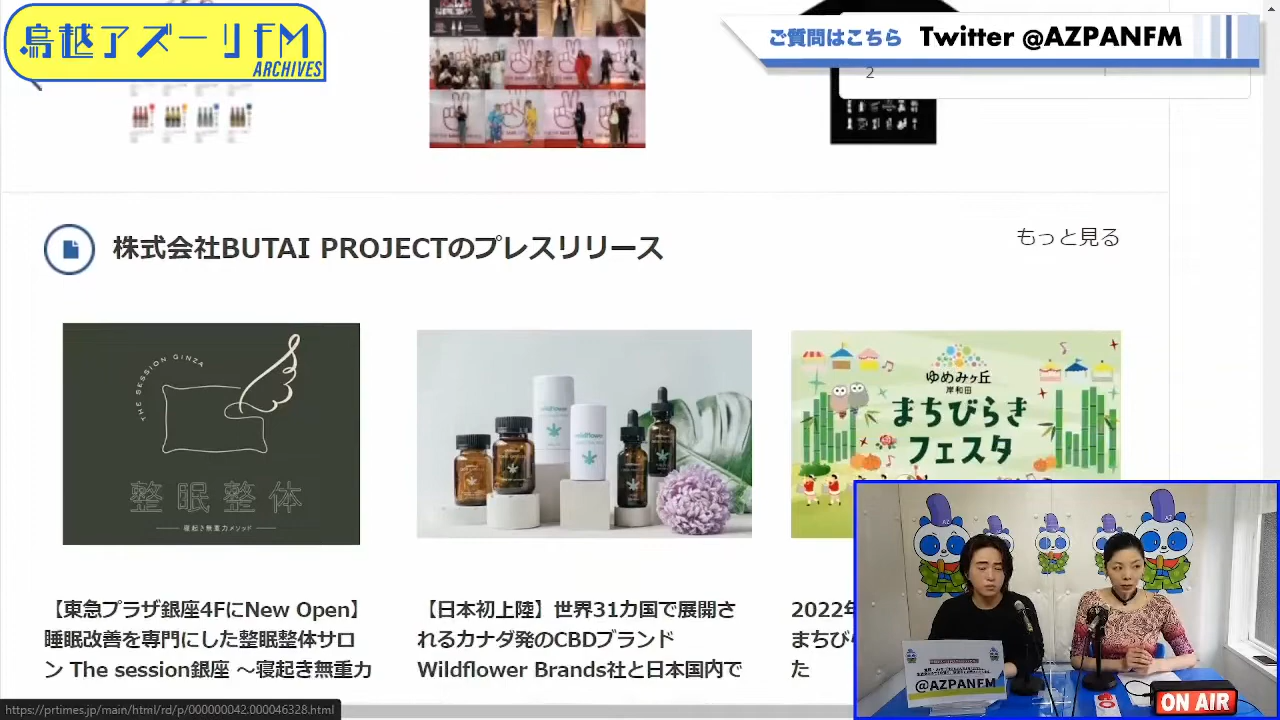 鳥越アズーリFM
ARCHIVES
ご質問はこちら Twitter @AZPANFM
2
株式会社BUTAI PROJECTのプレスリリース
もっと見る
THE SESSION GINZA
整眠整体
寝起き無重力メソッド
wildflower
wildflower
ゆめみヶ丘
岸和田
まちびらき
フェスタ
【東急プラザ銀座4FにNew Open】
睡眠改善を専門にした整眠整体サロ
ン The session銀座 ～寝起き無重力
【日本初上陸】世界31カ国で展開さ
れるカナダ発のCBDブランド
Wildflower Brands社と日本国内で
2022年
まちび
た
@AZPANFM
ON AIR
https://prtimes.jp/main/html/rd/p/000000042.000046328.html